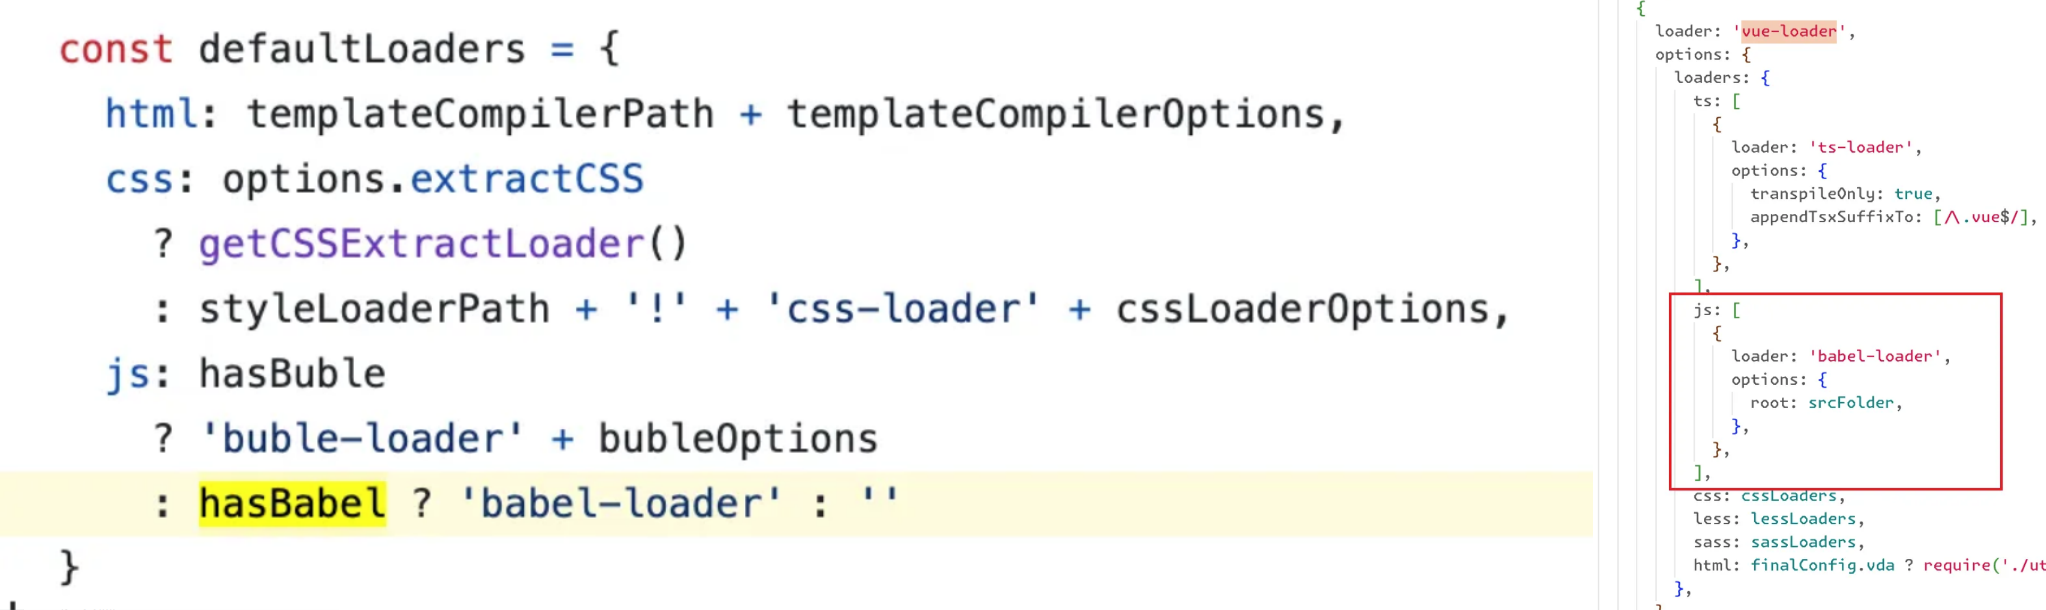 const defaultLoaders = {
html: templateCompilerPath + templateCompilerOptions,
css: options.extractCSS
? getCSSExtractLoader()
: styleLoaderPath + '!' + 'css-loader' + cssLoaderOptions,
js: hasBuble
? 'buble-loader' + bubleOptions
: hasBabel ? 'babel-loader' : ''
}
{
loader: 'vue-loader',
options: {
loaders: {
ts: [
{
loader: 'ts-loader',
options: {
transpileOnly: true,
appendTsxSuffixTo: [/\.vue$/],
},
},
],
js: [
{
loader: 'babel-loader',
options: {
root: srcFolder,
},
},
],
css: cssLoaders,
less: lessLoaders,
sass: sassLoaders,
html: finalConfig.vda ? require('./ut
},